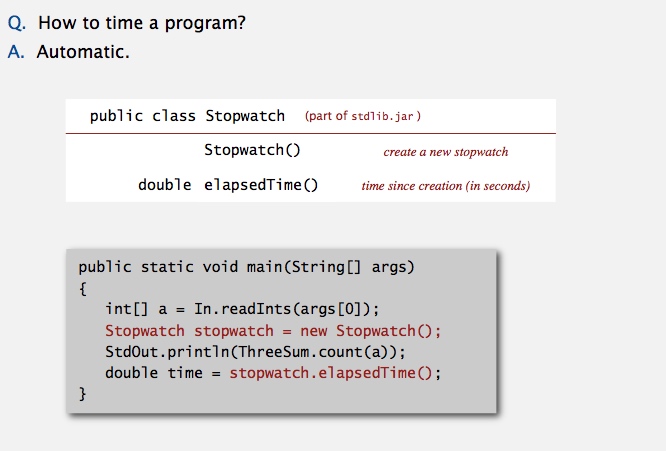 Q. How to time a program?
A. Automatic.
public class Stopwatch (part of stdlib.jar )
Stopwatch() create a new stopwatch
double elapsedTime() time since creation (in seconds)
public static void main(String[] args)
{
int[] a = In.readInts(args[0]);
Stopwatch stopwatch = new Stopwatch();
StdOut.println(ThreeSum.count(a));
double time = stopwatch.elapsedTime();
}